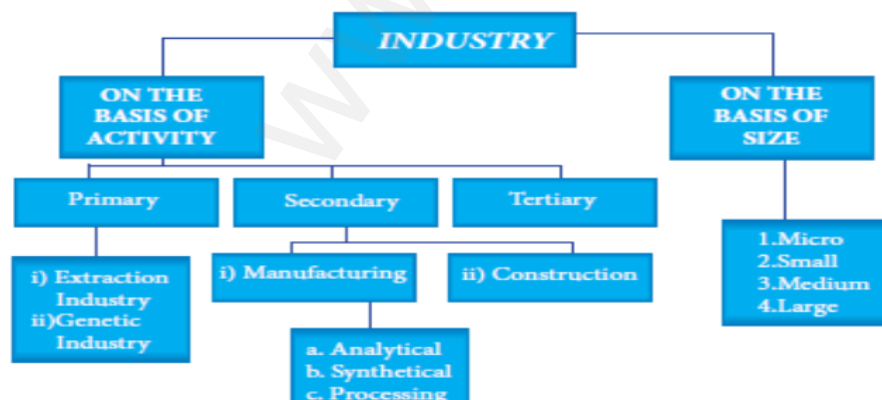 INDUSTRY
ON THE
BASIS OF
ACTIVITY
ON THE
BASIS OF
SIZE
Primary
Secondary
Tertiary
i) Extraction
Industry
ii)Genetic
Industry
i) Manufacturing
ii) Construction
1.Micro
2.Small
3.Medium
4.Large
a. Analytical
b. Synthetical
c. Processing